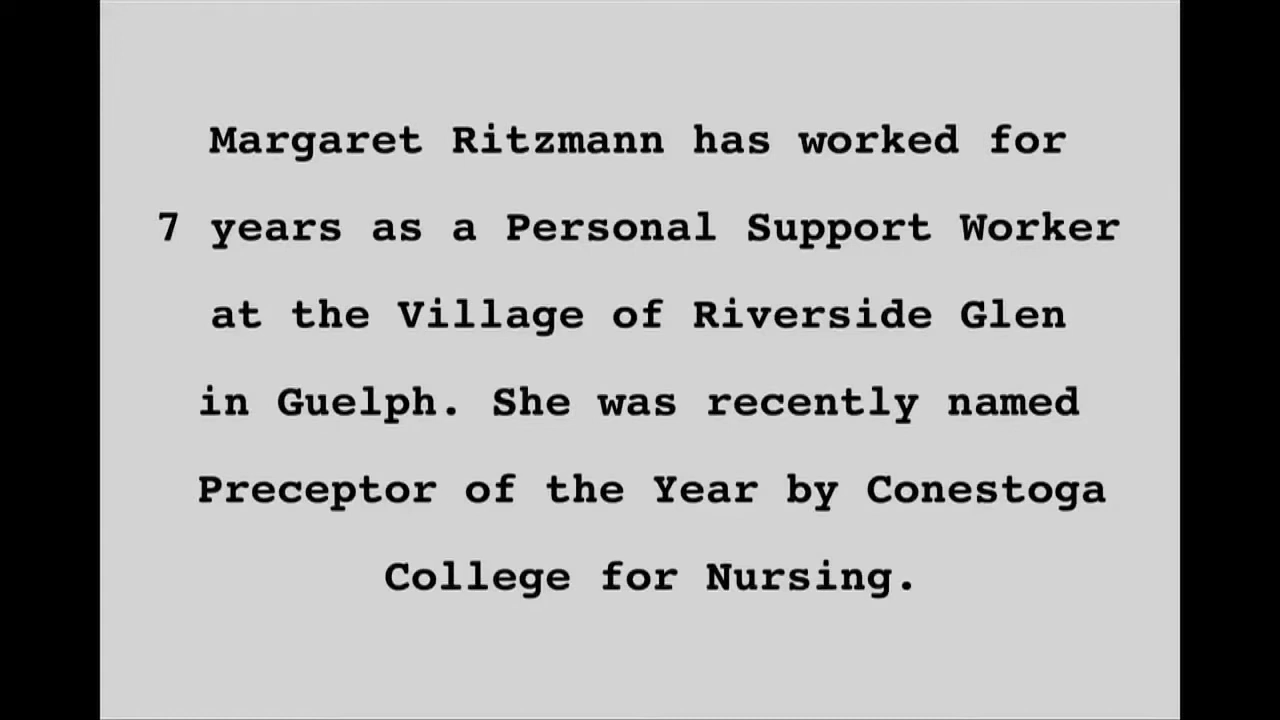 Margaret Ritzmann has worked for
7 years as a Personal Support Worker
at the Village of Riverside Glen
in Guelph. She was recently named
Preceptor of the Year by Conestoga
College for Nursing.